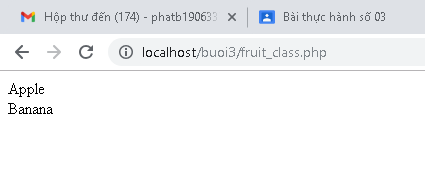 Hộp thư đến (174) - phatb190633
Bài thực hành số 03
localhost/buoi3/fruit_class.php
Apple
Banana